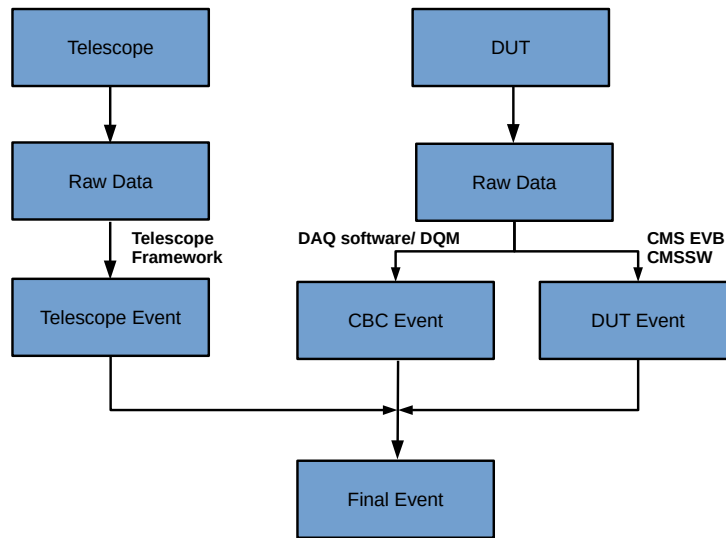 Telescope
DUT
Raw Data
Raw Data
Telescope
Framework
DAQ software/ DQM
CMS EVB
CMSSW
Telescope Event
CBC Event
DUT Event
Final Event